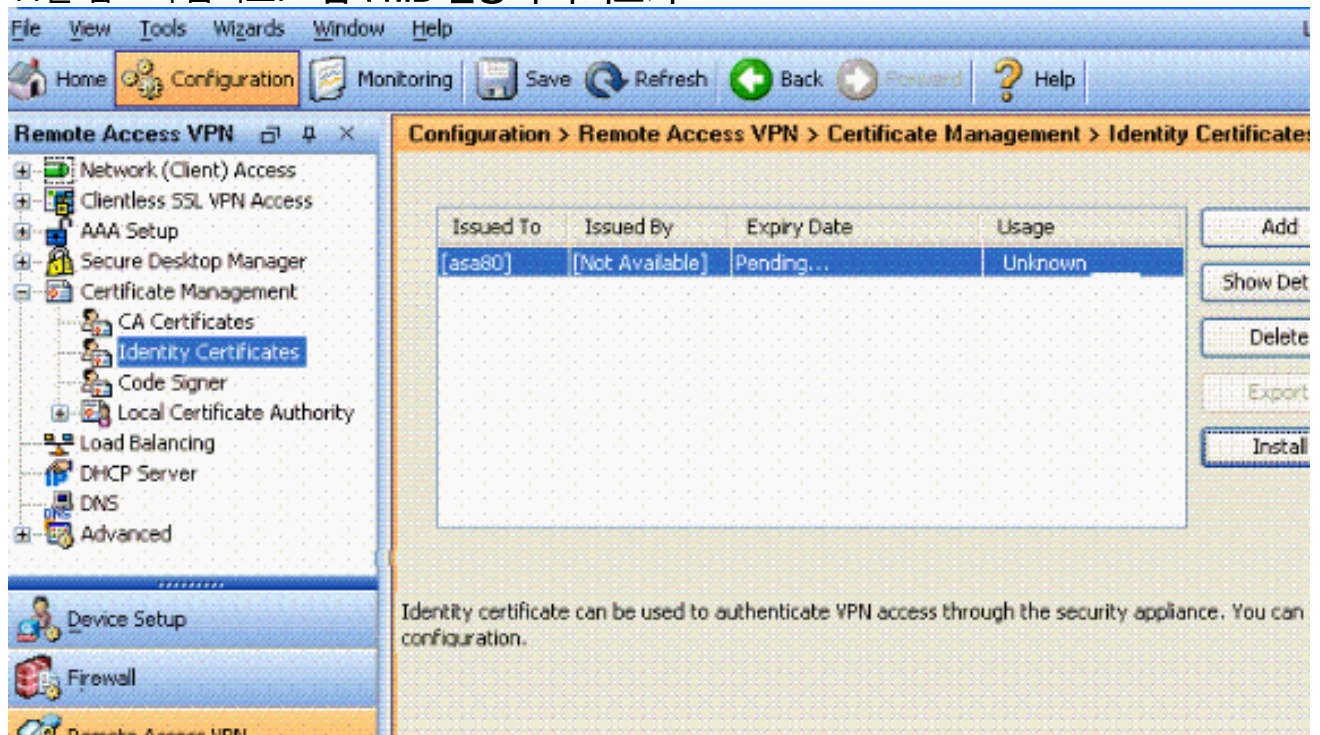 File View Tools Wizards Window Help
Home Configuration Monitoring Save Refresh Back Forward Help
Remote Access VPN
Configuration > Remote Access VPN > Certificate Management > Identity Certificates
Network (Client) Access
Clientless SSL VPN Access
AAA Setup
Secure Desktop Manager
Certificate Management
CA Certificates
Identity Certificates
Code Signer
Local Certificate Authority
Load Balancing
DHCP Server
DNS
Advanced
Issued To Issued By Expiry Date Usage
[asa80] [Not Available] Pending... Unknown
Add
Show Det
Delete
Export
Install
Identity certificate can be used to authenticate VPN access through the security appliance. You can
configuration.
Device Setup
Firewall
Remote Access VPN